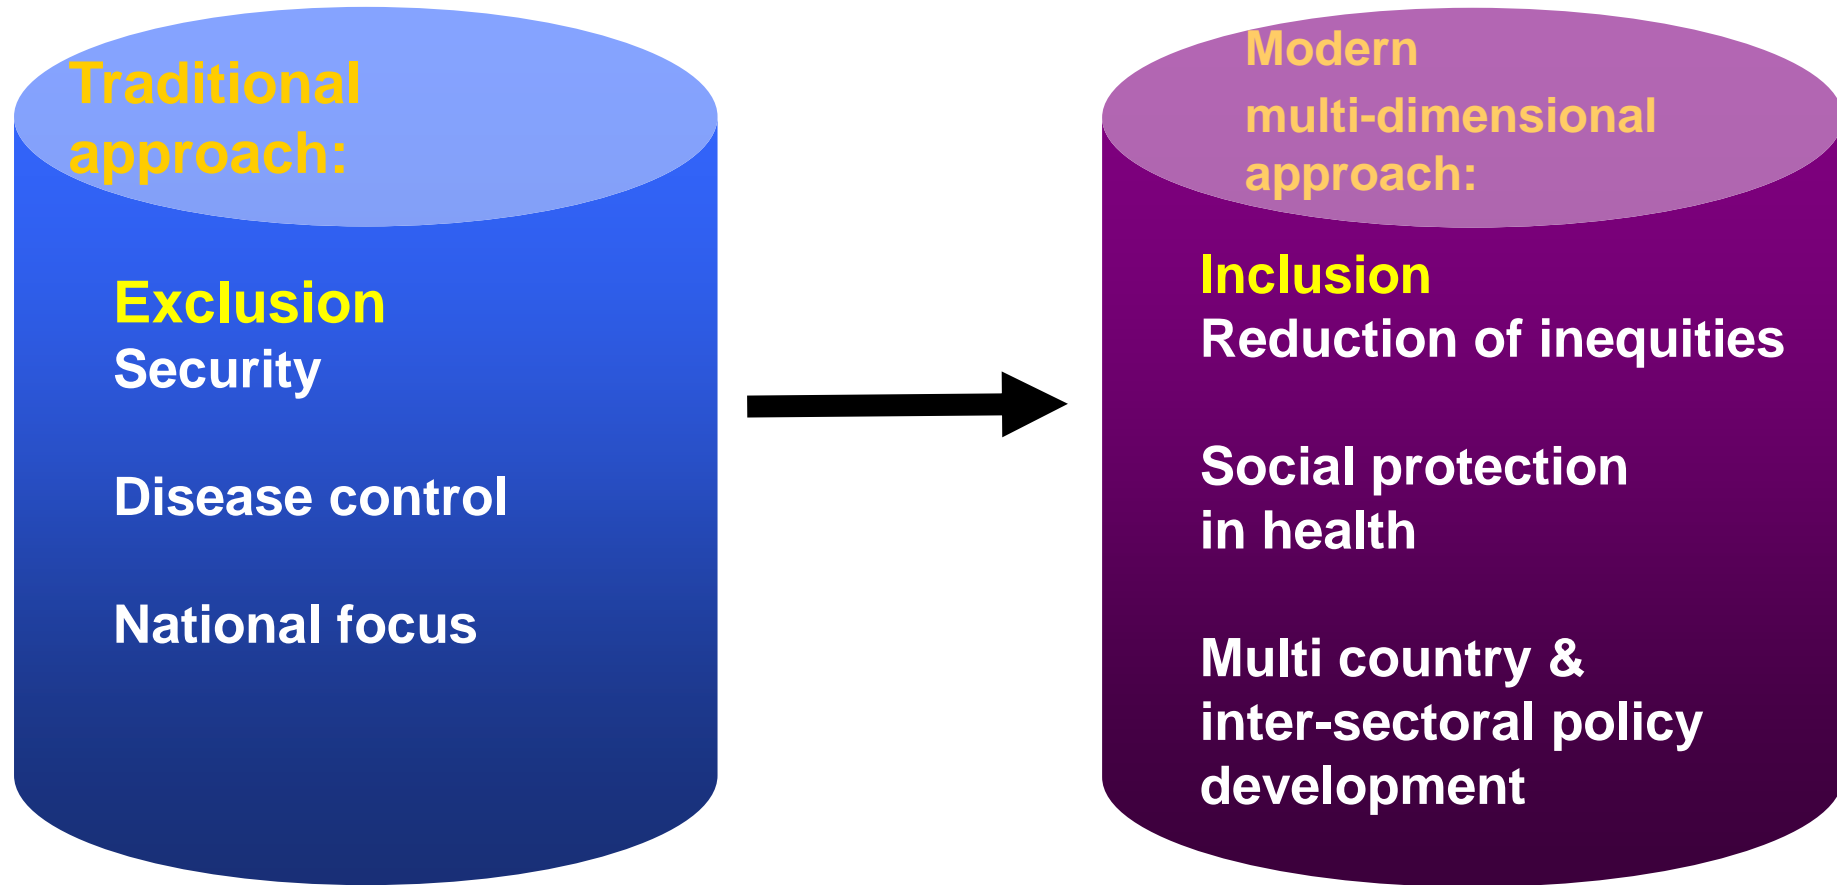 Traditional
approach:
Exclusion
Security
Disease control
National focus
Modern
multi-dimensional
approach:
Inclusion
Reduction of inequities
Social protection
in health
Multi country &
inter-sectoral policy
development